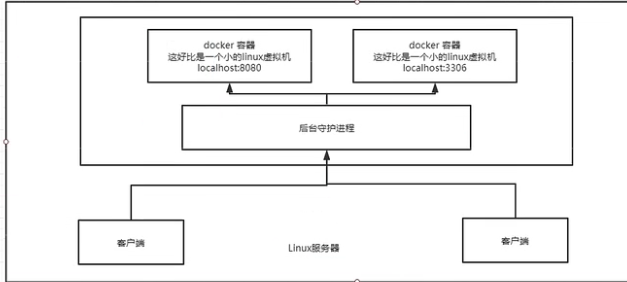 docker 容器
这好比是一个小的linux虚拟机
localhost:8080
docker 容器
这好比是一个小的linux虚拟机
localhost:3306
后台守护进程
客户端
Linux服务器
客户端